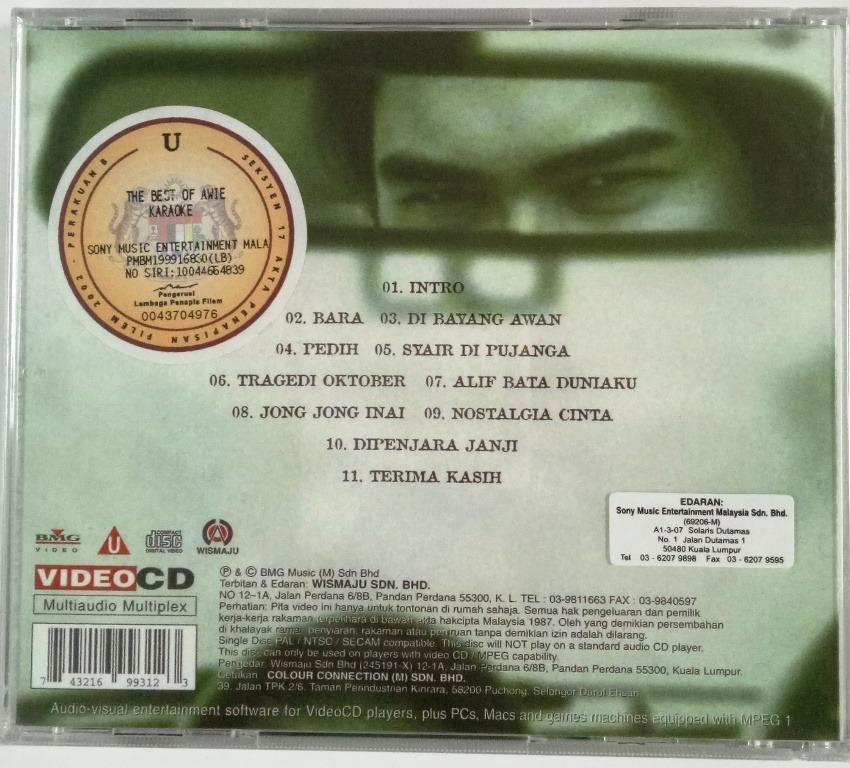 U
PERAKUAN B
SEKSYEN 17 AKTA PENAPISAN FILEM 2002
THE BEST OF AWIE
KARAOKE
SONY MUSIC ENTERTAINMENT MALA
PMBM199916830(LB)
NO SIRI:10044664839
Pengerusi
Lembaga Penapis Filem
0043704976
01. INTRO
02. BARA 03. DI BAYANG AWAN
04. PEDIH 05. SYAIR DI PUJANGA
06. TRAGEDI OKTOBER 07. ALIF BATA DUNIAKU
08. JONG JONG INAI 09. NOSTALGIA CINTA
10. DIPENJARA JANJI
11. TERIMA KASIH
EDARAN:
Sony Music Entertainment Malaysia Sdn. Bhd.
(69206-M)
A1-3-07 Solaris Dutamas
No. 1 Jalan Dutamas 1
50480 Kuala Lumpur
Tel 03 - 6207 9898 Fax 03 - 6207 9595
BMG VIDEO
U
COMPACT disc DIGITAL VIDEO
WISMAJU
VIDEO CD
Multiaudio Multiplex
7 43216 99312 3
℗ & © BMG Music (M) Sdn Bhd
Terbitan & Edaran: WISMAJU SDN. BHD.
NO 12-1A, Jalan Perdana 6/8B, Pandan Perdana 55300, K. L. TEL : 03-9811663 FAX : 03-9840597
Perhatian: Pita video ini hanya untuk tontonan di rumah sahaja. Semua hak pengeluaran dan pemilik
kerja-kerja rakaman terpelihara di bawah akta hakcipta Malaysia 1987. Oleh yang demikian persembahan
di khalayak ramai, penyiaran, rakaman atau peniruan tanpa demikian izin adalah dilarang.
Single Disc PAL / NTSC / SECAM compatible. This disc will NOT play on a standard audio CD player.
This disc can only be used on players with video CD / MPEG capability.
Pengedar: Wismaju Sdn Bhd (245191-X) 12-1A, Jalan Perdana 6/8B, Pandan Perdana 55300, Kuala Lumpur.
Cetakan : COLOUR CONNECTION (M) SDN. BHD.
39, Jalan TPK 2/6, Taman Perindustrian Kinrara, 58200 Puchong, Selangor Darul Ehsan
Audio-visual entertainment software for VideoCD players, plus PCs, Macs and games machines equipped with MPEG 1